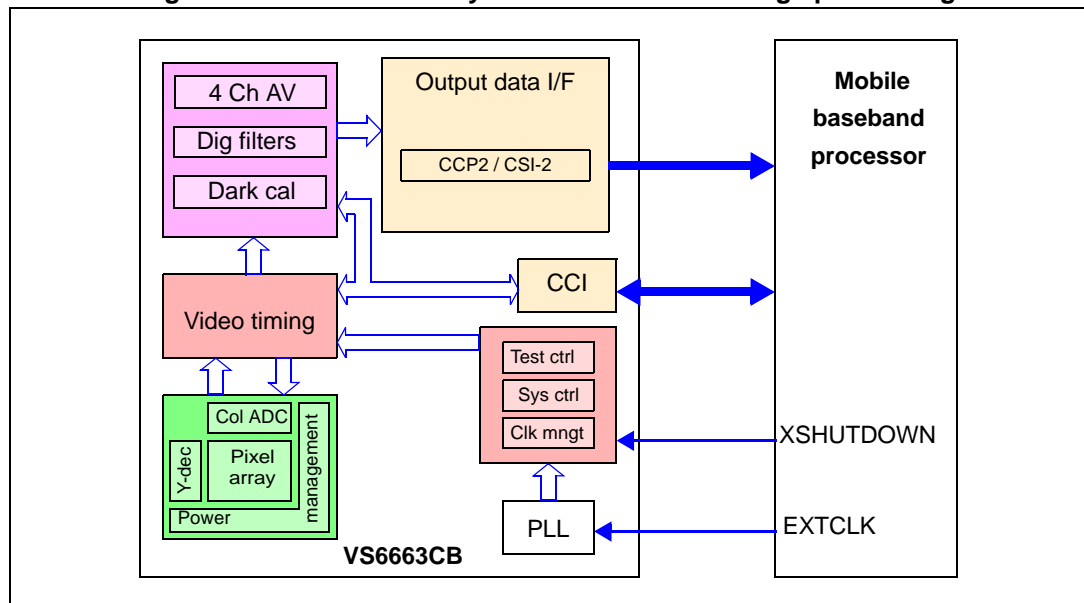 4 Ch AV
Dig filters
Dark cal
Output data I/F
CCP2 / CSI-2
Mobile
baseband
processor
Video timing
CCI
Test ctrl
Sys ctrl
Clk mngt
Col ADC
Y-dec
Pixel
array
Power
management
PLL
XSHUTDOWN
EXTCLK
VS6663CB